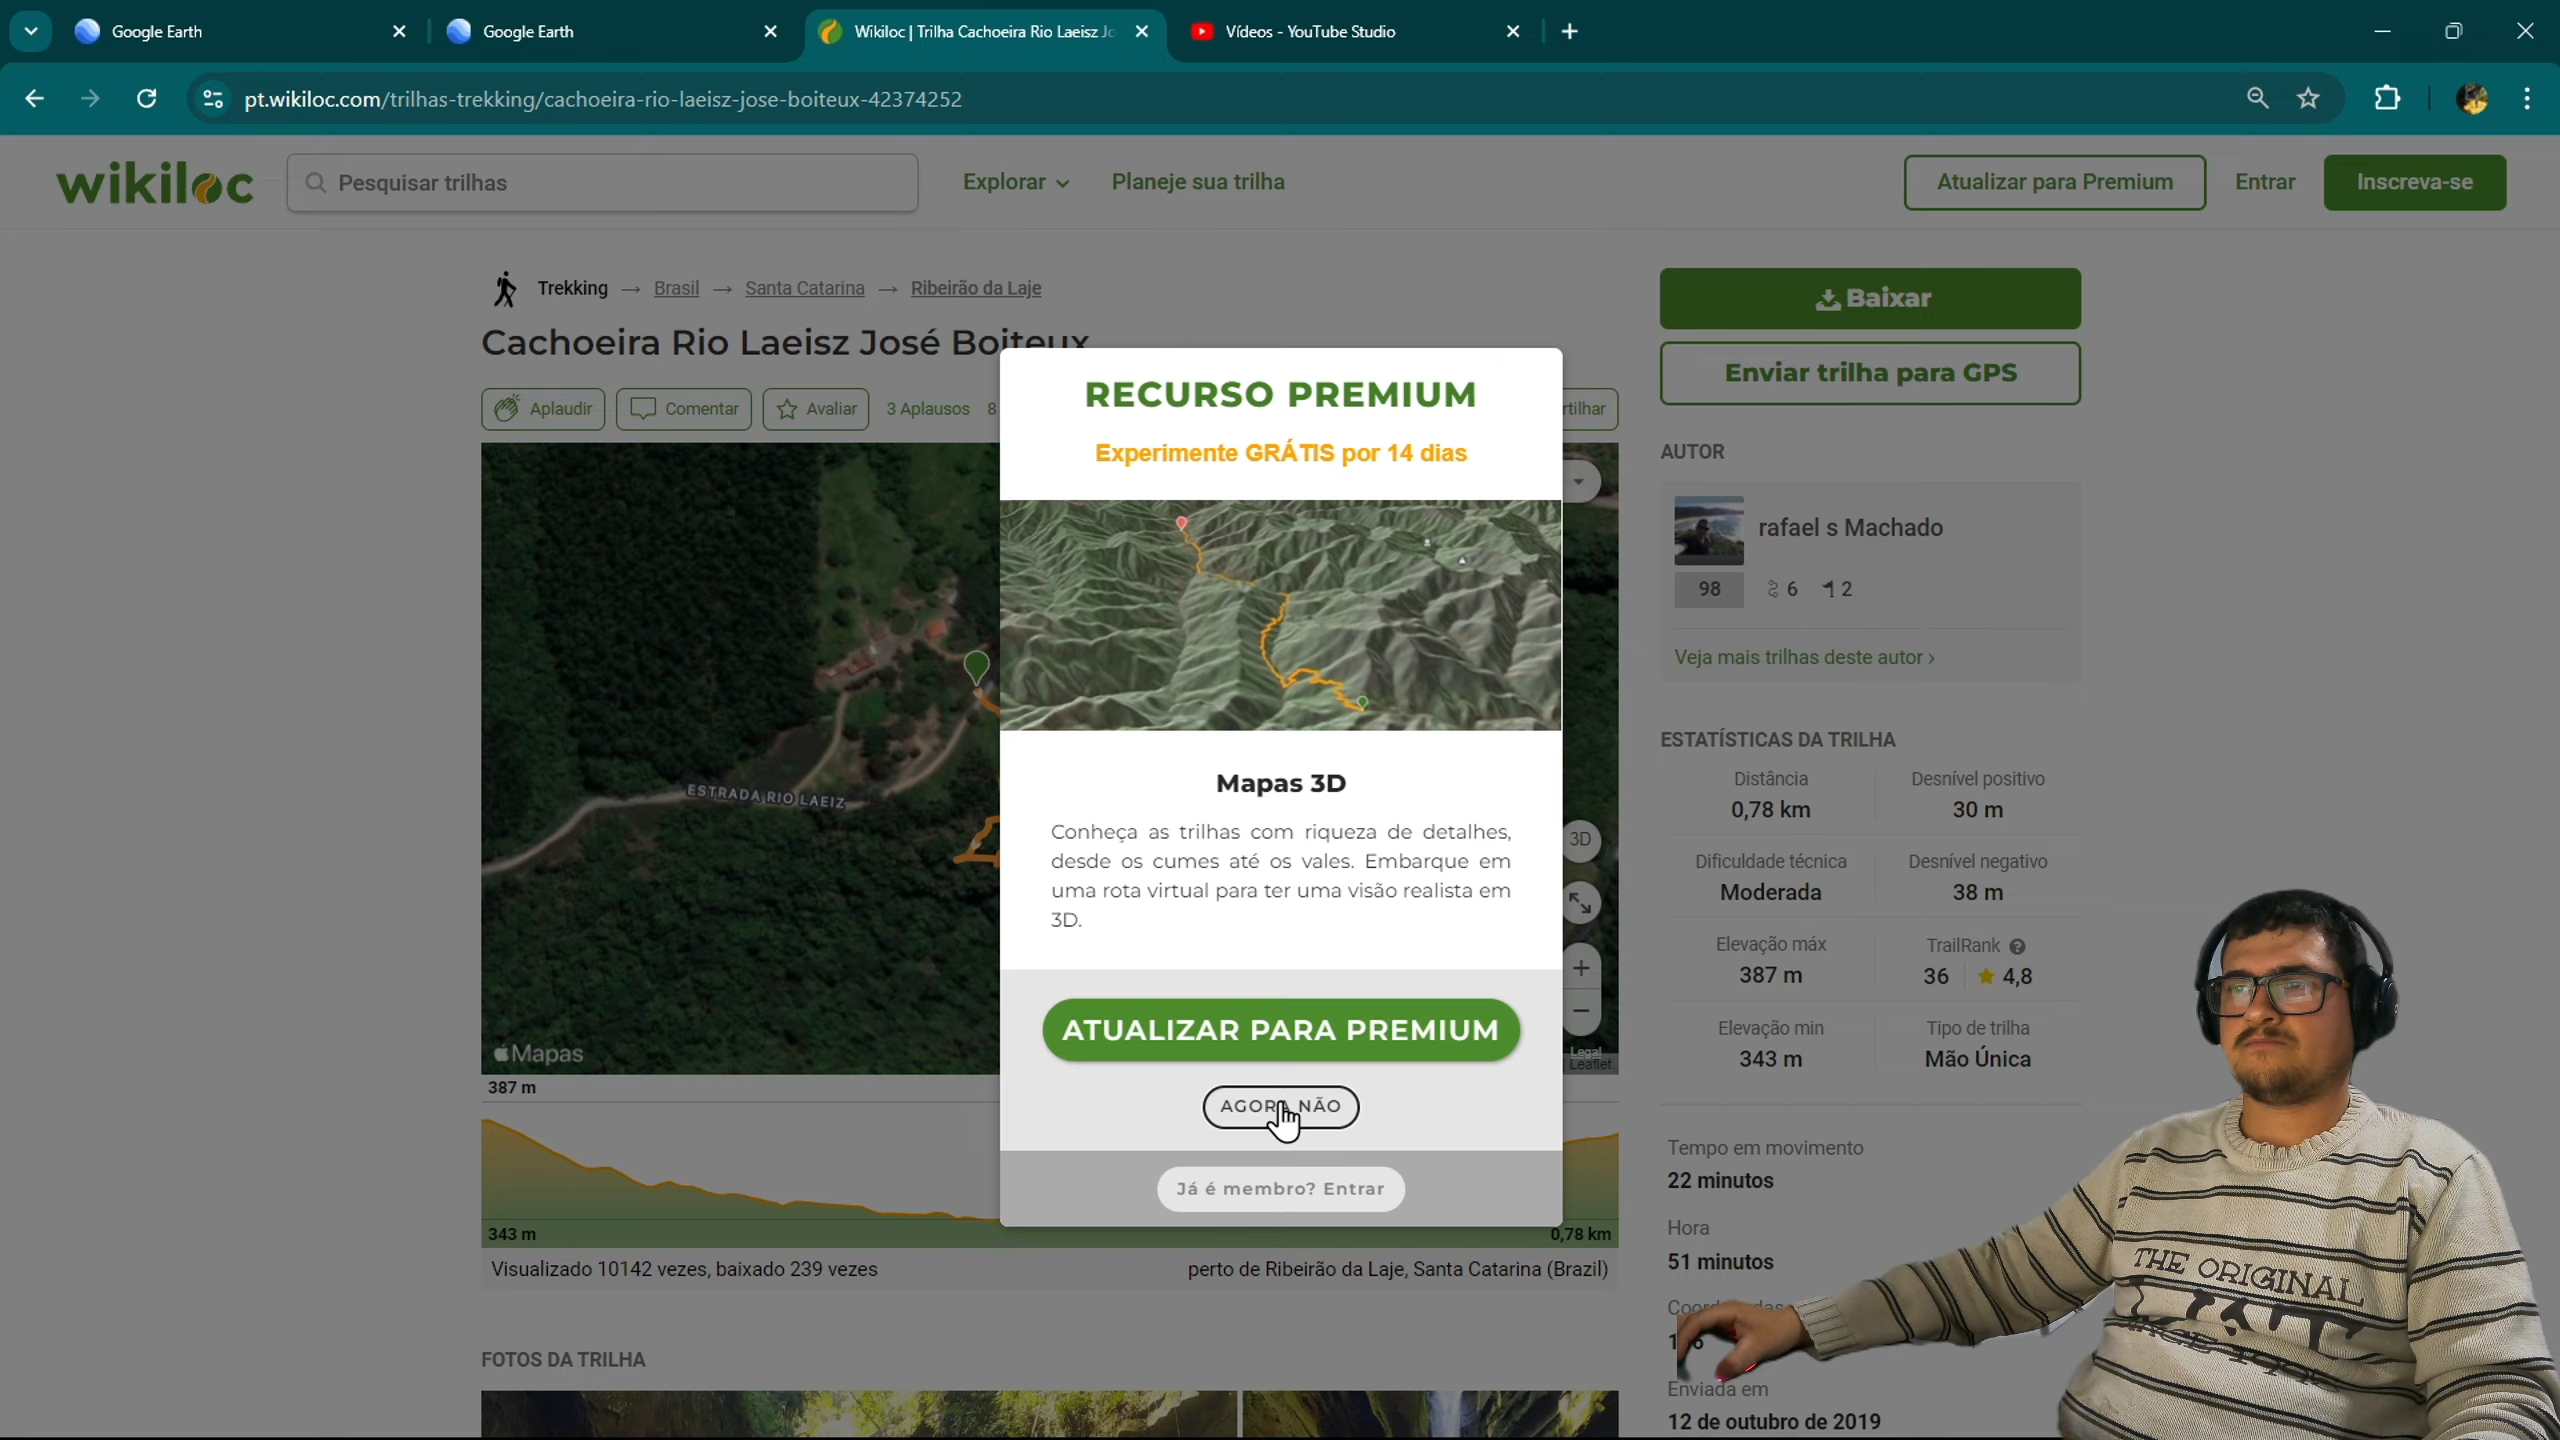 Google Earth
Google Earth
Wikiloc | Trilha Cachoeira Rio Laeisz Jo
Vídeos - YouTube Studio
pt.wikiloc.com/trilhas-trekking/cachoeira-rio-laeisz-jose-boiteux-42374252
wikiloc
Pesquisar trilhas
Explorar
Planeje sua trilha
Atualizar para Premium
Entrar
Inscreva-se
Trekking → Brasil → Santa Catarina → Ribeirão da Laje
Cachoeira Rio Laeisz José Boiteux
Aplaudir
Comentar
Avaliar
3 Aplausos 8
rtilhar
ESTRADA RIO LAEIZ
Mapas
3D
Legal
Leaflet
387 m
343 m
0,78 km
Visualizado 10142 vezes, baixado 239 vezes
perto de Ribeirão da Laje, Santa Catarina (Brazil)
FOTOS DA TRILHA
RECURSO PREMIUM
Experimente GRÁTIS por 14 dias
Mapas 3D
Conheça as trilhas com riqueza de detalhes,
desde os cumes até os vales. Embarque em
uma rota virtual para ter uma visão realista em
3D.
ATUALIZAR PARA PREMIUM
AGORA NÃO
Já é membro? Entrar
Baixar
Enviar trilha para GPS
AUTOR
rafael s Machado
98 6 2
Veja mais trilhas deste autor ›
ESTATÍSTICAS DA TRILHA
Distância
0,78 km
Desnível positivo
30 m
Dificuldade técnica
Moderada
Desnível negativo
38 m
Elevação máx
387 m
TrailRank
36 4,8
Elevação min
343 m
Tipo de trilha
Mão Única
Tempo em movimento
22 minutos
Hora
51 minutos
Enviada em
12 de outubro de 2019
THE ORIGINAL